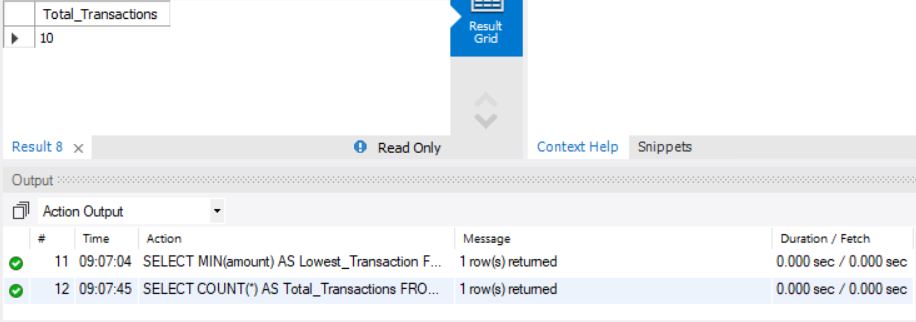 Total_Transactions
10
Result
Grid
Result 8 ×
Read Only
Context Help Snippets
Output
Action Output
# Time Action Message Duration / Fetch
11 09:07:04 SELECT MIN(amount) AS Lowest_Transaction F... 1 row(s) returned 0.000 sec / 0.000 sec
12 09:07:45 SELECT COUNT(*) AS Total_Transactions FRO... 1 row(s) returned 0.000 sec / 0.000 sec